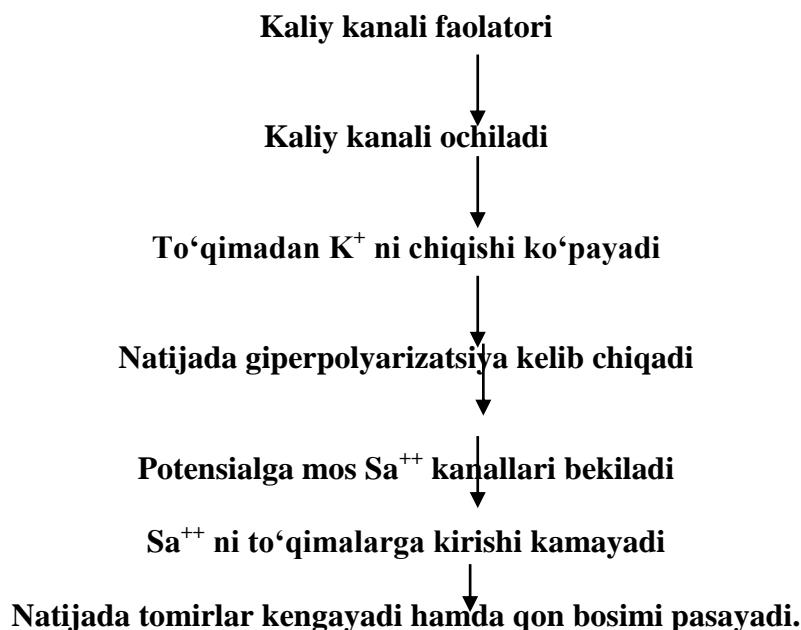 Kaliy kanali faolatori
Kaliy kanali ochiladi
To‘qimadan K⁺ ni chiqishi ko‘payadi
Natijada giperpolyarizatsiya kelib chiqadi
Potensialga mos Sa⁺⁺ kanallari bekiladi
Sa⁺⁺ ni to‘qimalarga kirishi kamayadi
Natijada tomirlar kengayadi hamda qon bosimi pasayadi.